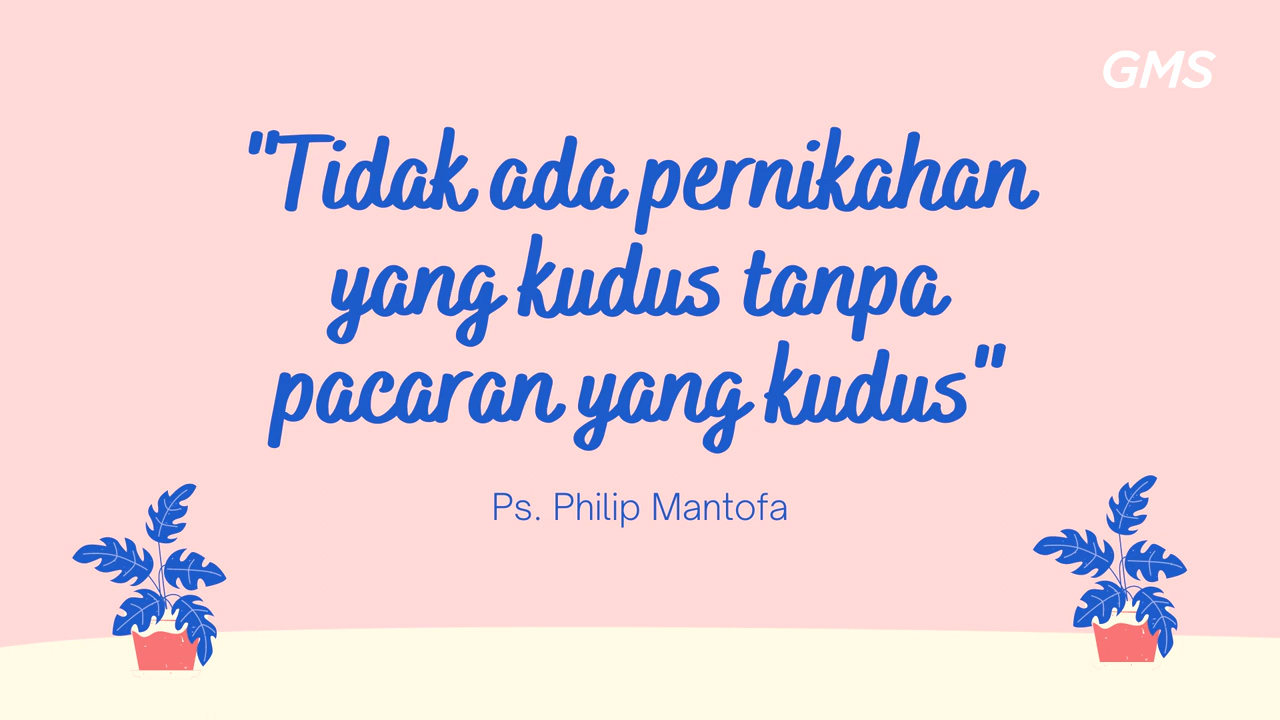 GMS
"Tidak ada pernikahan
yang kudus tanpa
pacaran yang kudus"
Ps. Philip Mantofa